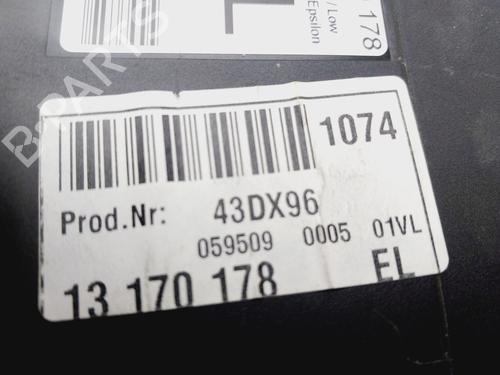 / Low
Epsilon
178
L
1074
Prod.Nr: 43DX96
059509 0005 01VL
13 170 178 EL
B-PARTS